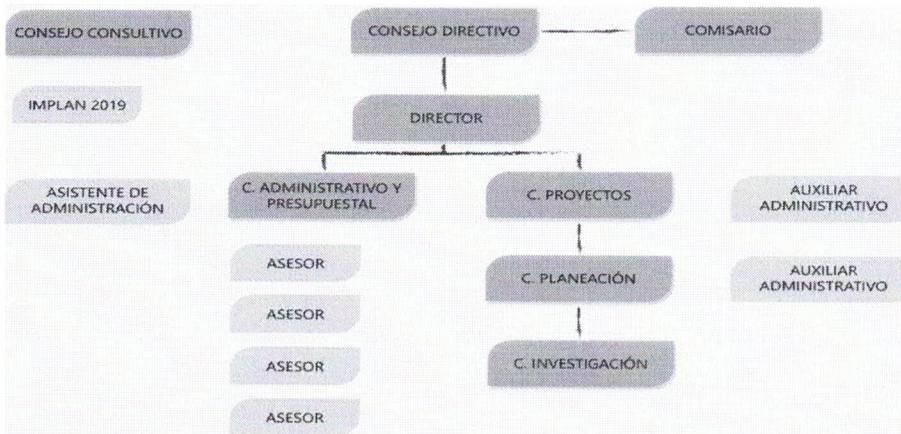 CONSEJO CONSULTIVO
CONSEJO DIRECTIVO
COMISARIO
IMPLAN 2019
DIRECTOR
ASISTENTE DE
ADMINISTRACIÓN
C. ADMINISTRATIVO Y
PRESUPUESTAL
C. PROYECTOS
AUXILIAR
ADMINISTRATIVO
ASESOR
C. PLANEACIÓN
AUXILIAR
ADMINISTRATIVO
ASESOR
ASESOR
C. INVESTIGACIÓN
ASESOR